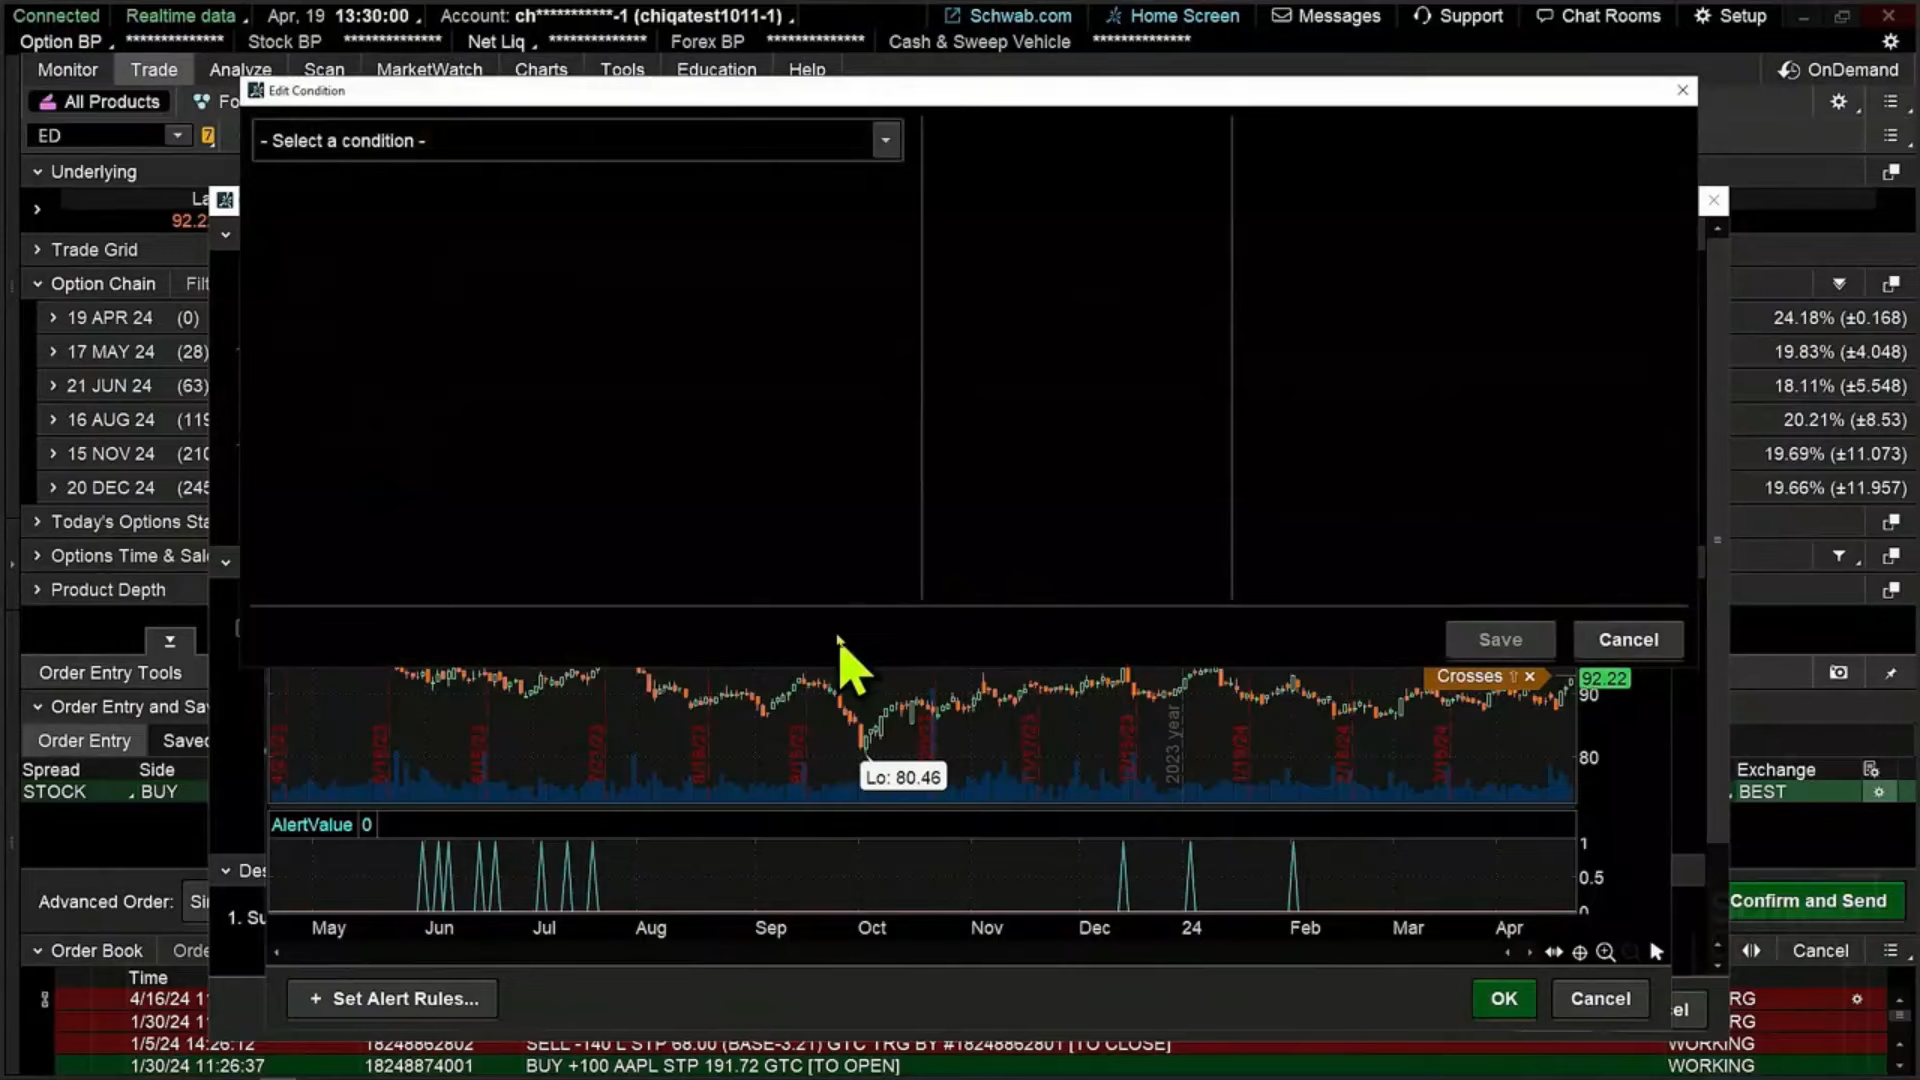 Connected Realtime data Apr, 19 13:30:00 Account: ch***********-1 (chiqatest1011-1) Schwab.com Home Screen Messages Support Chat Rooms Setup
Option BP ************** Stock BP ************** Net Liq ************** Forex BP ************** Cash & Sweep Vehicle **************
Monitor Trade Analyze Scan MarketWatch Charts Tools Education Help OnDemand
Edit Condition
All Products Fo
ED 7
- Select a condition -
Underlying
La
92.2
Trade Grid
Option Chain Filt
19 APR 24 (0) 24.18% (±0.168)
17 MAY 24 (28) 19.83% (±4.048)
21 JUN 24 (63) 18.11% (±5.548)
16 AUG 24 (119 20.21% (±8.53)
15 NOV 24 (210 19.69% (±11.073)
20 DEC 24 (245 19.66% (±11.957)
Today's Options Sta
Options Time & Sal
Product Depth
Save Cancel
Order Entry Tools
Crosses 92.22
90
Order Entry and Sav
Order Entry Saved
2023 year
80
Lo: 80.46
Spread Side Exchange
STOCK BUY BEST
AlertValue 0
1
0.5
0
Des
Advanced Order: Si Confirm and Send
1. Su
May Jun Jul Aug Sep Oct Nov Dec 24 Feb Mar Apr
Order Book Orde Cancel
Time
+ Set Alert Rules... OK Cancel el
4/16/24 11 RG
1/30/24 11 RG
1/5/24 14:26:12 18248862802 SELL -140 L STP 68.00 (BASE-3.21) GTC TRG BY #18248862801 [TO CLOSE] WORKING
1/30/24 11:26:37 18248874001 BUY +100 AAPL STP 191.72 GTC [TO OPEN] WORKING